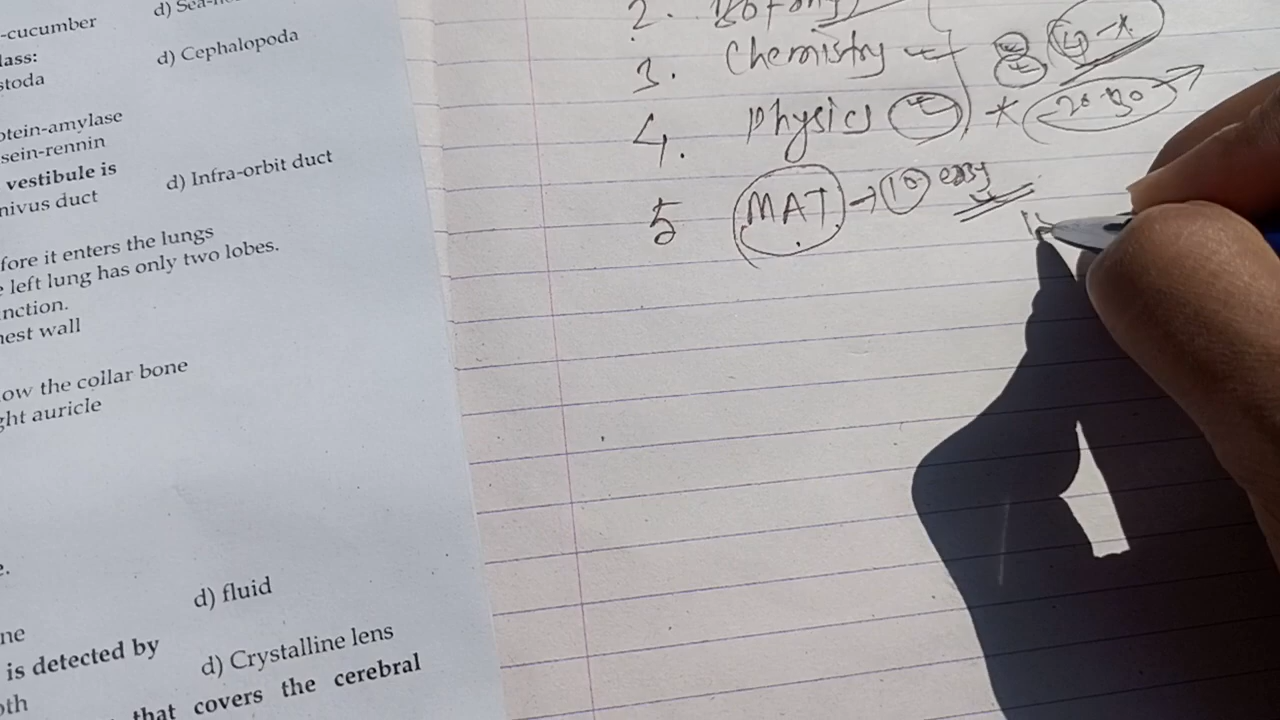 -cucumber
lass:
d) Cephalopoda
stoda
otein-amylase
sein-rennin
vestibule is
nivus duct d) Infra-orbit duct
fore it enters the lungs
e left lung has only two lobes.
nction.
hest wall
ow the collar bone
ght auricle
e.
d) fluid
ne
is detected by
oth d) Crystalline lens
that covers the cerebral
2.
3. Chemistry
4. Physics
5 MAT → 10 easy